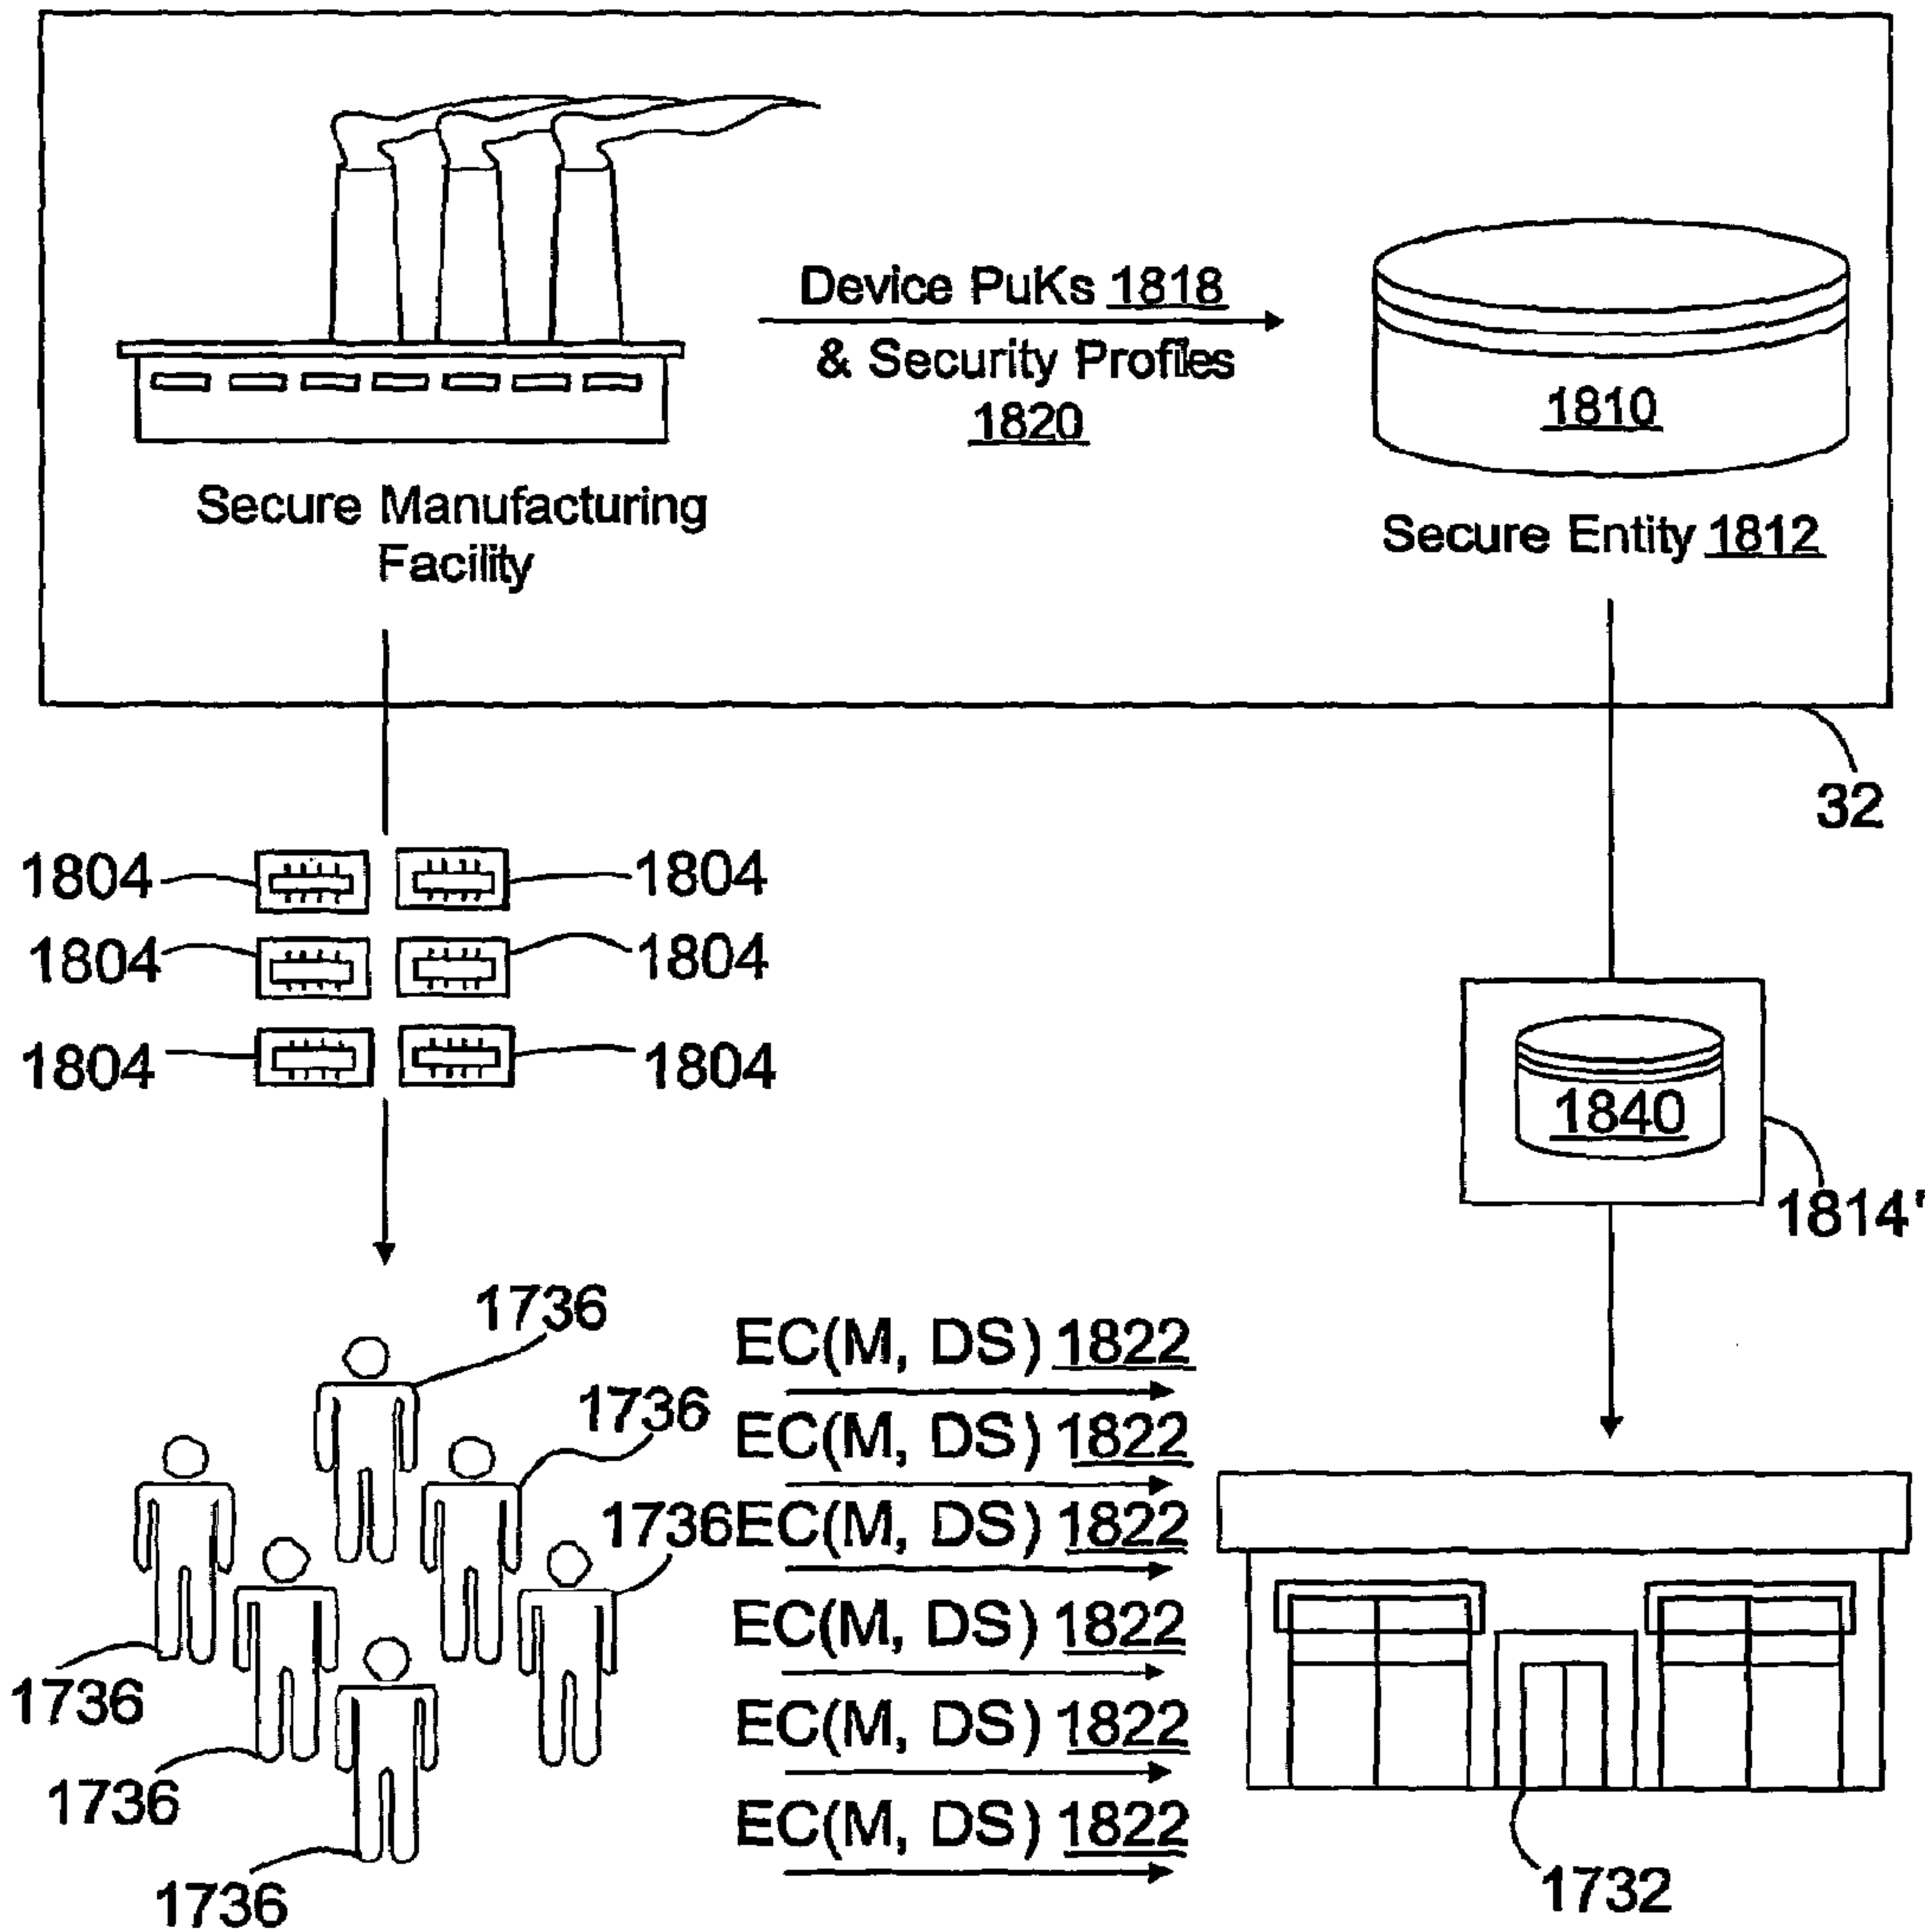 Device PuKs 1818
& Security Profiles
1820
1810
Secure Manufacturing
Facility
Secure Entity 1812
32
1804
1804
1804
1804
1804
1804
1840
1814'
1736
1736
1736
1736
1736
1736
EC(M, DS) 1822
EC(M, DS) 1822
EC(M, DS) 1822
EC(M, DS) 1822
EC(M, DS) 1822
EC(M, DS) 1822
1732